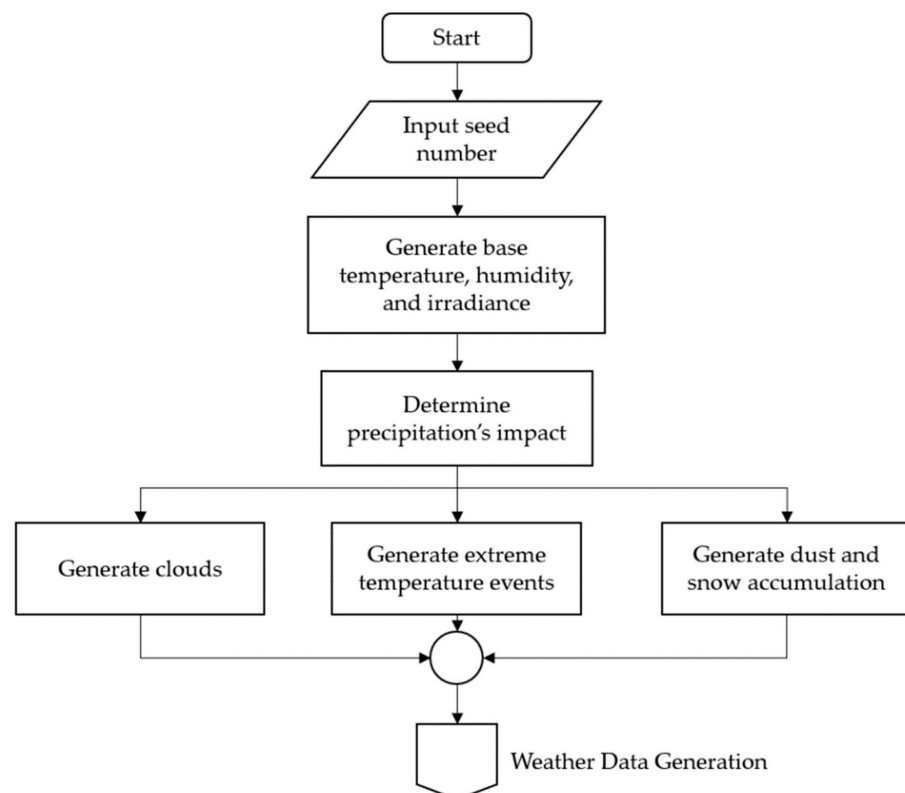 Start
Input seed
number
Generate base
temperature, humidity,
and irradiance
Determine
precipitation's impact
Generate clouds
Generate extreme
temperature events
Generate dust and
snow accumulation
Weather Data Generation